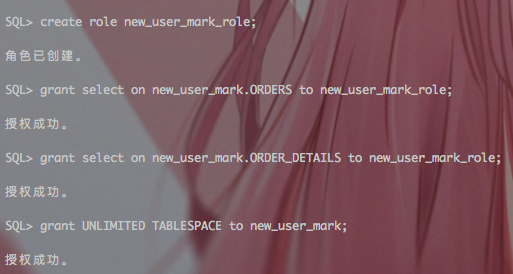 SQL> create role new_user_mark_role;
角色已创建。
SQL> grant select on new_user_mark.ORDERS to new_user_mark_role;
授权成功。
SQL> grant select on new_user_mark.ORDER_DETAILS to new_user_mark_role;
授权成功。
SQL> grant UNLIMITED TABLESPACE to new_user_mark;
授权成功。